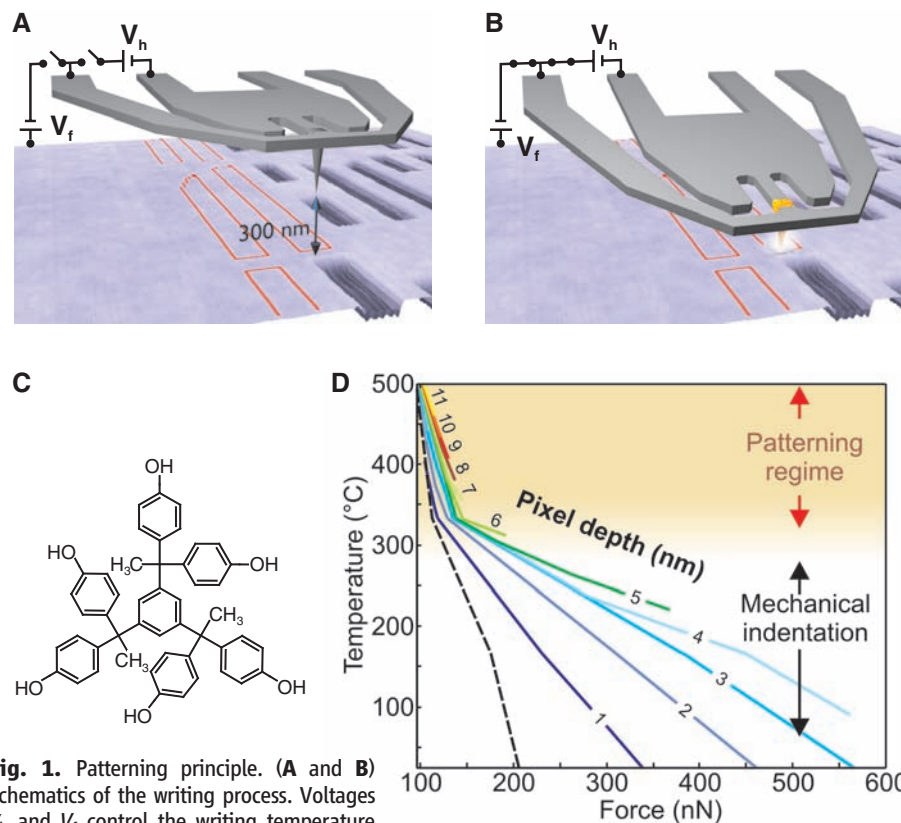 A
V_h
V_f
300 nm
B
V_h
V_f
C
OH
HO
H₃C
OH
HO
CH₃
CH₃
HO
OH
HO
D
500
400
300
200
100
Temperature (°C)
11
10
9
8
7
6
5
4
3
2
1
Pixel depth (nm)
Patterning
regime
Mechanical
indentation
100
200
300
400
500
Force (nN)
ig. 1. Patterning principle. (A and B)
chematics of the writing process. Voltages
and V control the writing temperature